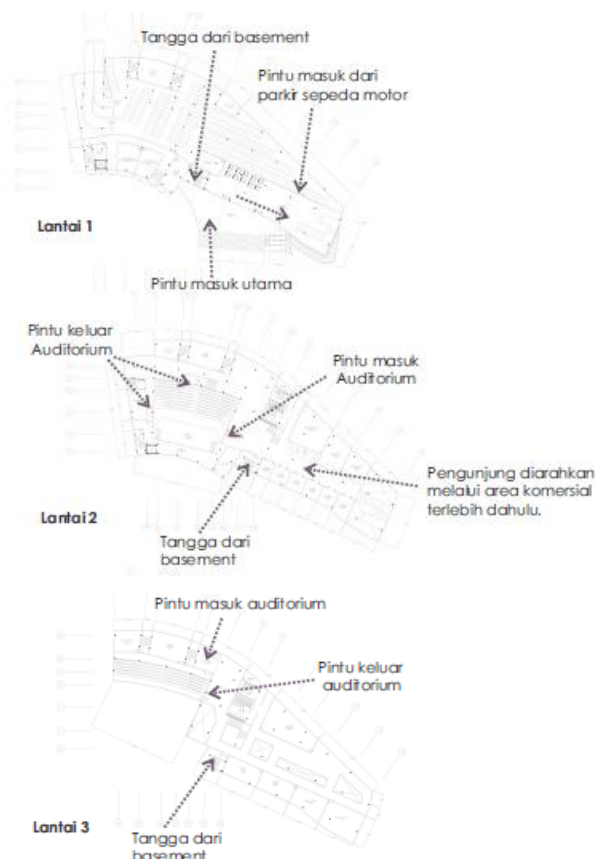 Tangga dari basement
Pintu masuk dari
parkir sepeda motor
Lantai 1
Pintu masuk utama
Pintu keluar
Auditorium
Pintu masuk
Auditorium
Pengunjung diarahkan
melalui area komersial
terlebih dahulu.
Lantai 2
Tangga dari
basement
Pintu masuk auditorium
Pintu keluar
auditorium
Lantai 3
Tangga dari
basement